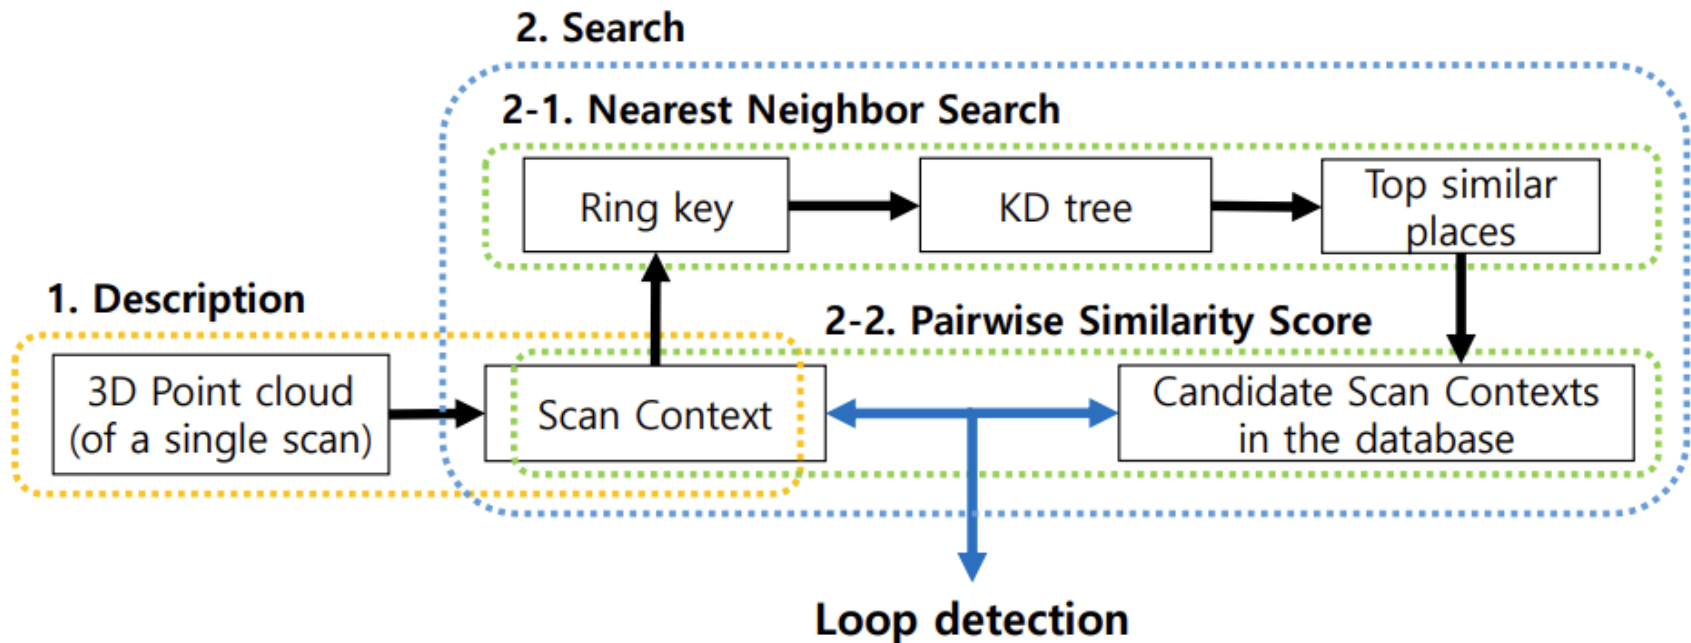 2. Search
2-1. Nearest Neighbor Search
Ring key
KD tree
Top similar
places
1. Description
2-2. Pairwise Similarity Score
3D Point cloud
(of a single scan)
Scan Context
Candidate Scan Contexts
in the database
Loop detection